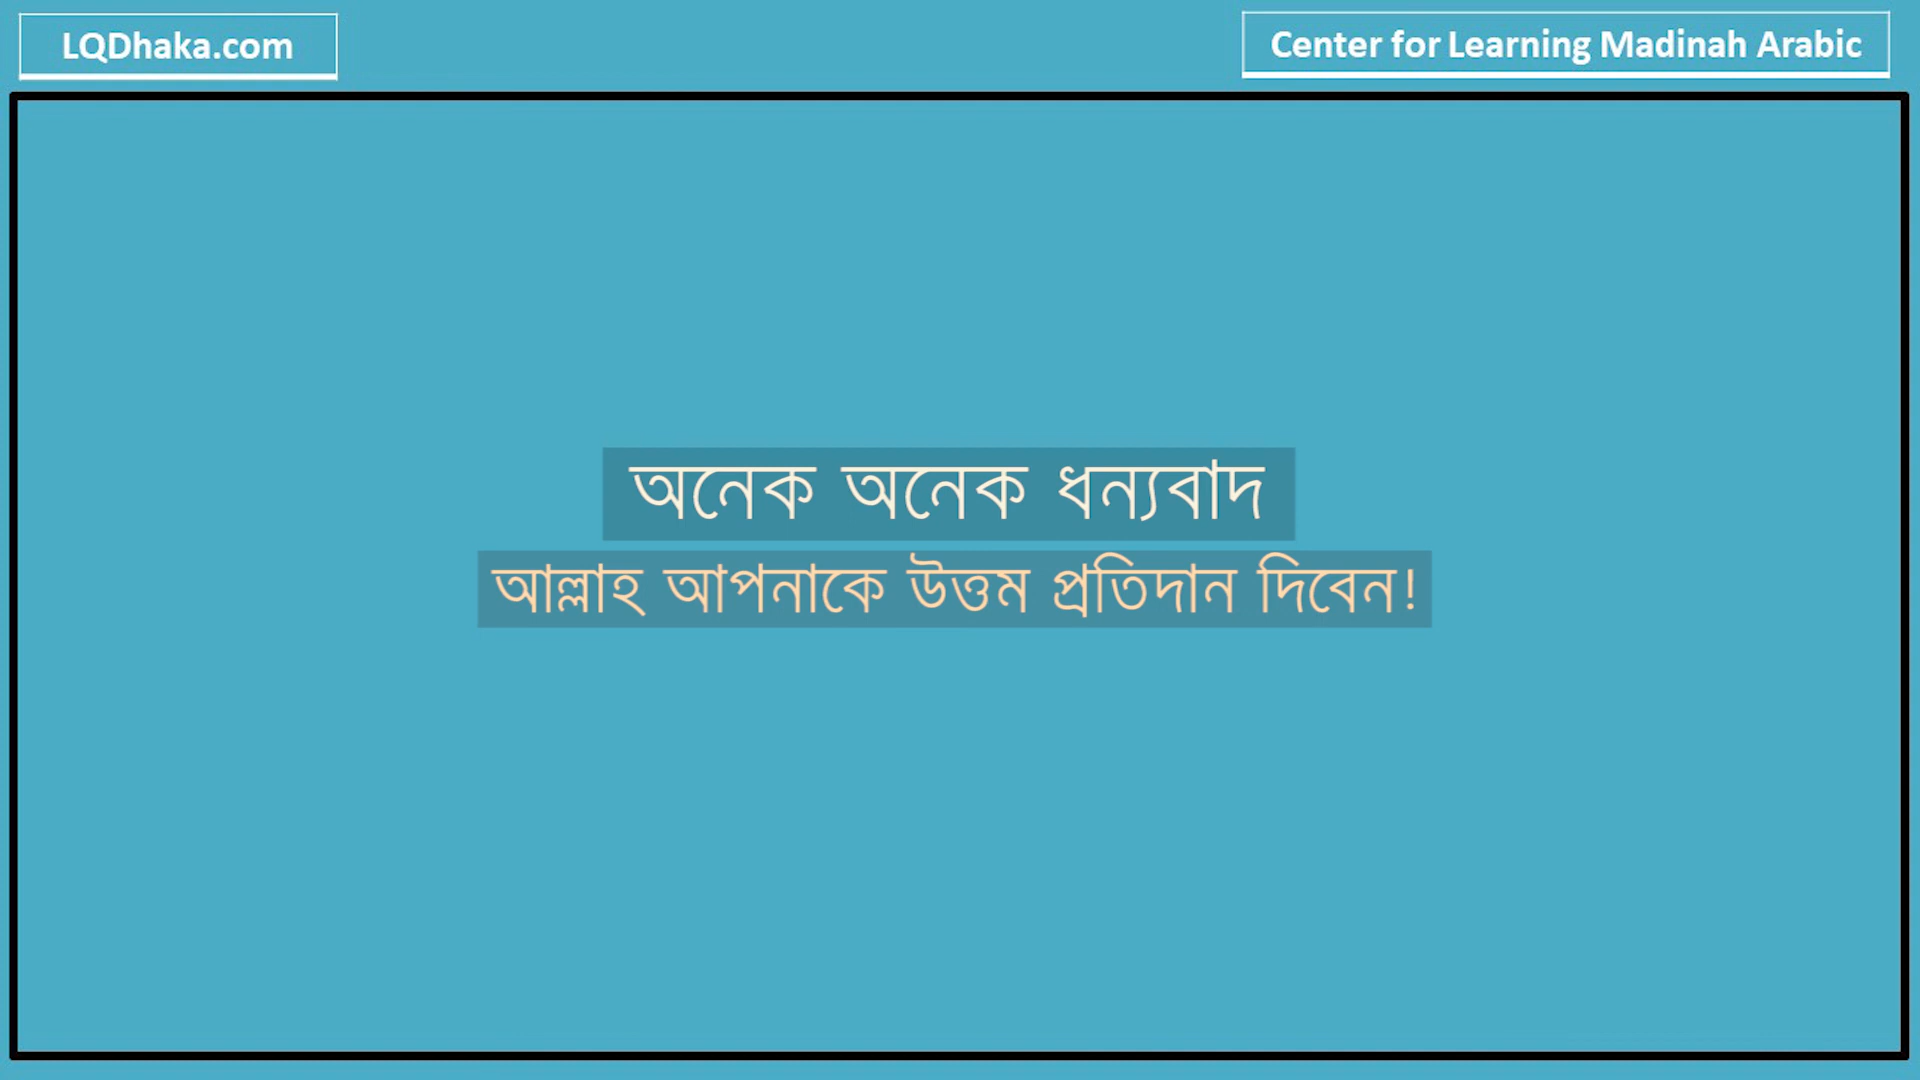 LQDhaka.com
Center for Learning Madinah Arabic
অনেক অনেক ধন্যবাদ
আল্লাহ আপনাকে উত্তম প্রতিদান দিবেন!